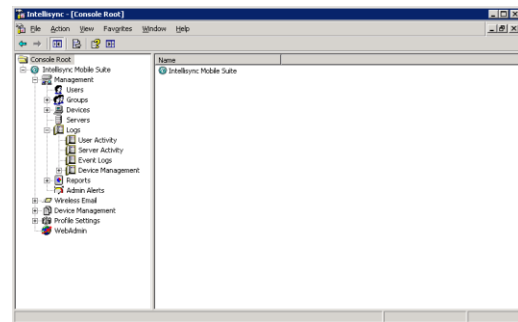 Intellisync - [Console Root]
File Action View Favorites Window Help
Console Root
Intellisync Mobile Suite
Management
Users
Groups
Devices
Servers
Logs
User Activity
Server Activity
Event Logs
Device Management
Reports
Admin Alerts
Wireless Email
Device Management
Profile Settings
WebAdmin
Name
Intellisync Mobile Suite